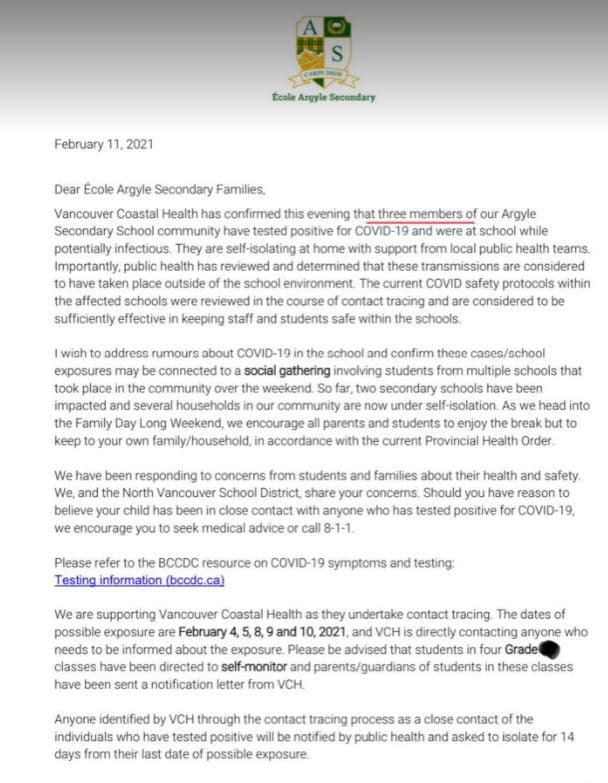 A
S
CARPE DIEM
École Argyle Secondary
February 11, 2021
Dear École Argyle Secondary Families,
Vancouver Coastal Health has confirmed this evening that three members of our Argyle
Secondary School community have tested positive for COVID-19 and were at school while
potentially infectious. They are self-isolating at home with support from local public health teams.
Importantly, public health has reviewed and determined that these transmissions are considered
to have taken place outside of the school environment. The current COVID safety protocols within
the affected schools were reviewed in the course of contact tracing and are considered to be
sufficiently effective in keeping staff and students safe within the schools.
I wish to address rumours about COVID-19 in the school and confirm these cases/school
exposures may be connected to a social gathering involving students from multiple schools that
took place in the community over the weekend. So far, two secondary schools have been
impacted and several households in our community are now under self-isolation. As we head into
the Family Day Long Weekend, we encourage all parents and students to enjoy the break but to
keep to your own family/household, in accordance with the current Provincial Health Order.
We have been responding to concerns from students and families about their health and safety.
We, and the North Vancouver School District, share your concerns. Should you have reason to
believe your child has been in close contact with anyone who has tested positive for COVID-19,
we encourage you to seek medical advice or call 8-1-1.
Please refer to the BCCDC resource on COVID-19 symptoms and testing:
Testing information (bccdc.ca)
We are supporting Vancouver Coastal Health as they undertake contact tracing. The dates of
possible exposure are February 4, 5, 8, 9 and 10, 2021, and VCH is directly contacting anyone who
needs to be informed about the exposure. Please be advised that students in four Grade
classes have been directed to self-monitor and parents/guardians of students in these classes
have been sent a notification letter from VCH.
Anyone identified by VCH through the contact tracing process as a close contact of the
individuals who have tested positive will be notified by public health and asked to isolate for 14
days from their last date of possible exposure.